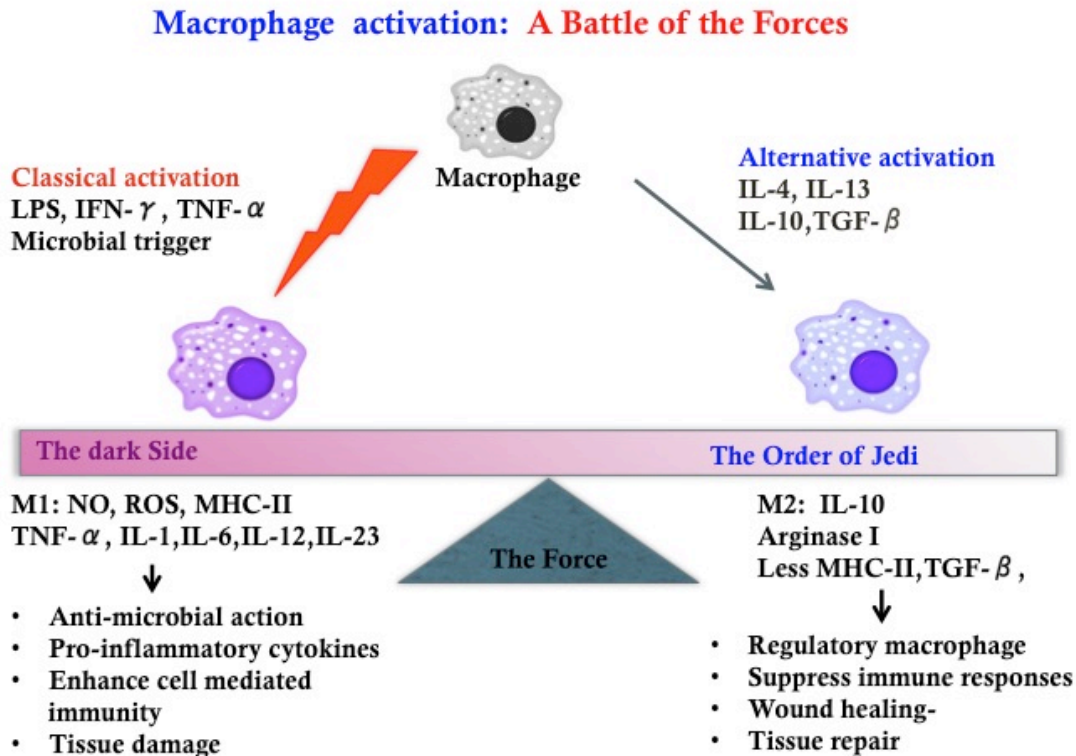 Macrophage activation: A Battle of the Forces
Macrophage
Classical activation
LPS, IFN- γ, TNF- α
Microbial trigger
Alternative activation
IL-4, IL-13
IL-10,TGF- β
The dark Side
The Order of Jedi
The Force
M1: NO, ROS, MHC-II
TNF- α, IL-1,IL-6,IL-12,IL-23
• Anti-microbial action
• Pro-inflammatory cytokines
• Enhance cell mediated
immunity
• Tissue damage
M2: IL-10
Arginase I
Less MHC-II,TGF- β,
• Regulatory macrophage
• Suppress immune responses
• Wound healing-
• Tissue repair